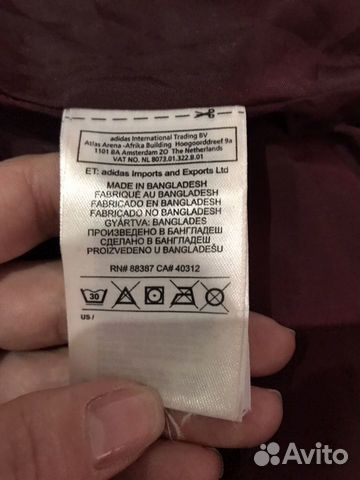 adidas International Trading BV
Atlas Arena -Afrika Building Hoogoorddreef 9a
1101 BA Amsterdam ZO The Netherlands
VAT NO. NL 8073.01.322.B.01
ET: adidas Imports and Exports Ltd
MADE IN BANGLADESH
FABRIQUÉ AU BANGLADESH
FABRICADO EN BANGLADESH
FABRICADO NO BANGLADESH
GYÁRTVA: BANGLADES
ПРОИЗВЕДЕНО В БАНГЛАДЕШ
СДЕЛАНО В БАНГЛАДЕШ
PROIZVEDENO U BANGLADEŠU
RN# 88387 CA# 40312
30
US /
Avito